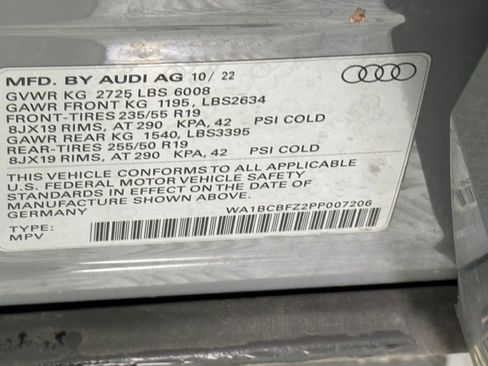 MFD. BY AUDI AG 10/22
GVWR KG 2725 LBS 6008
GAWR FRONT KG 1195, LBS2634
FRONT-TIRES 235/55 R19
8JX19 RIMS, AT 290 KPA, 42 PSI COLD
GAWR REAR KG 1540, LBS3395
REAR-TIRES 255/50 R19
8JX19 RIMS, AT 290 KPA, 42 PSI COLD
THIS VEHICLE CONFORMS TO ALL APPLICABLE
U.S. FEDERAL MOTOR VEHICLE SAFETY
STANDARDS IN EFFECT ON THE DATE OF
MANUFACTURE SHOWN ABOVE.
GERMANY
WA1BCBFZ2PP007206
TYPE:
MPV